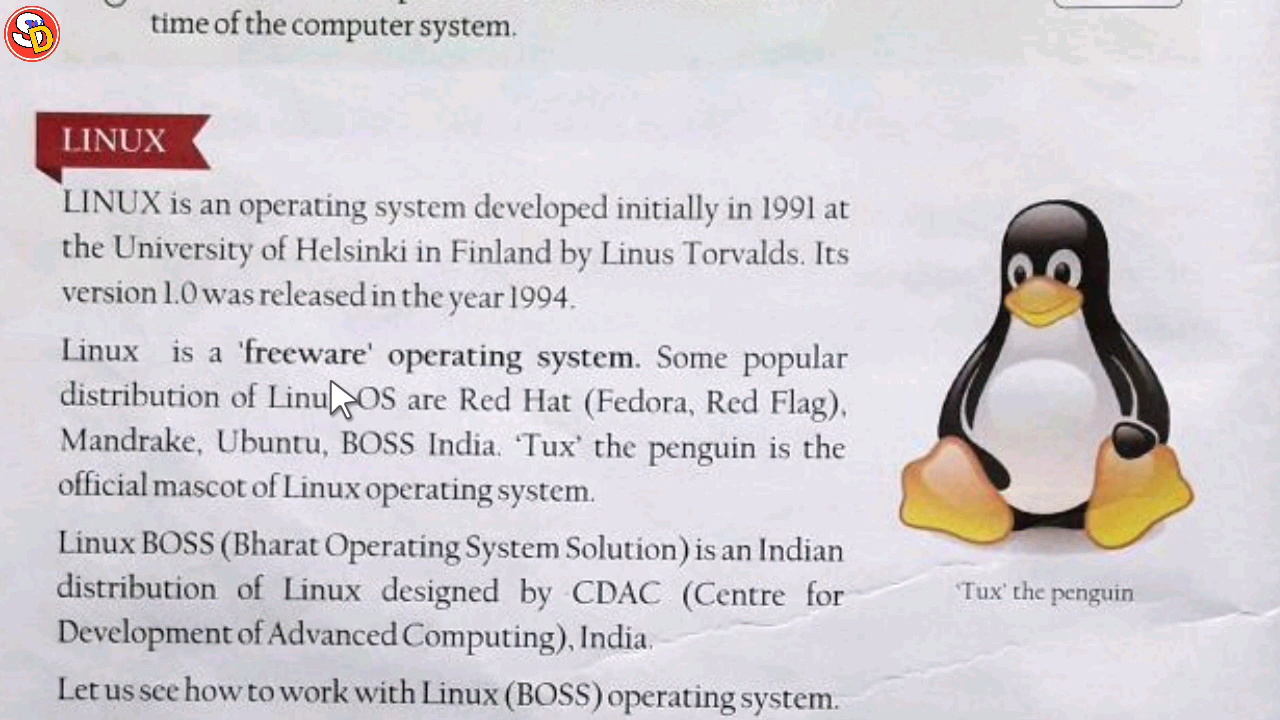 SD
time of the computer system.
LINUX
LINUX is an operating system developed initially in 1991 at
the University of Helsinki in Finland by Linus Torvalds. Its
version 1.0 was released in the year 1994.
Linux is a 'freeware' operating system. Some popular
distribution of Linu OS are Red Hat (Fedora, Red Flag),
Mandrake, Ubuntu, BOSS India. 'Tux' the penguin is the
official mascot of Linux operating system.
Linux BOSS (Bharat Operating System Solution) is an Indian
distribution of Linux designed by CDAC (Centre for
Development of Advanced Computing), India.
Let us see how to work with Linux (BOSS) operating system.
'Tux' the penguin